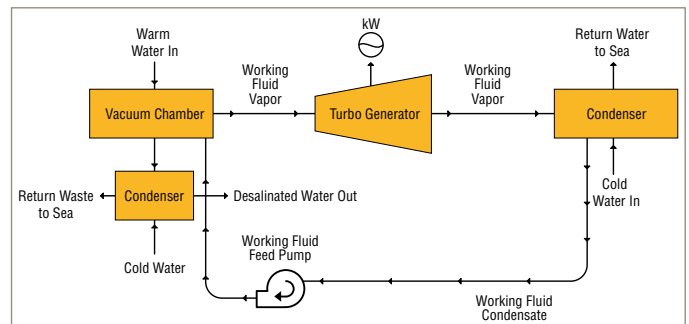 Warm
Water In
Vacuum Chamber
Working
Fluid
Vapor
kW
Turbo Generator
Working
Fluid
Vapor
Return Water
to Sea
Condenser
Return Waste
to Sea
Condenser
Desalinated Water Out
Cold
Water In
Cold Water
Working Fluid
Feed Pump
Working Fluid
Condensate